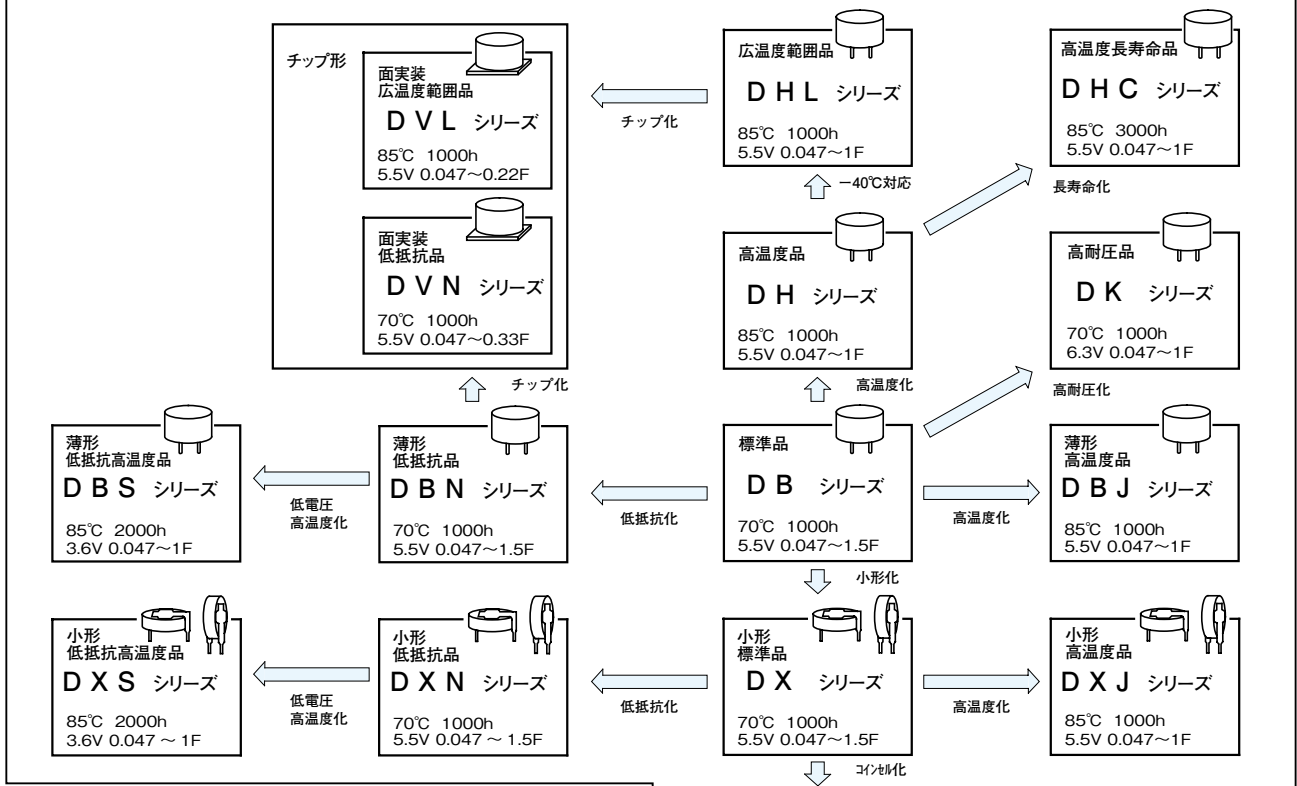 チップ形
面実装
広温度範囲品
DVL シリーズ
85℃ 1000h
5.5V 0.047～0.22F
面実装
低抵抗品
DVN シリーズ
70℃ 1000h
5.5V 0.047～0.33F
チップ化
広温度範囲品
DHL シリーズ
85℃ 1000h
5.5V 0.047～1F
高温度長寿命品
DHC シリーズ
85℃ 3000h
5.5V 0.047～1F
－40℃対応
長寿命化
高温度品
DH シリーズ
85℃ 1000h
5.5V 0.047～1F
高耐圧品
DK シリーズ
70℃ 1000h
6.3V 0.047～1F
チップ化
高温度化
高耐圧化
薄形
低抵抗高温度品
DBS シリーズ
85℃ 2000h
3.6V 0.047～1F
低電圧
高温度化
薄形
低抵抗品
DBN シリーズ
70℃ 1000h
5.5V 0.047～1.5F
低抵抗化
標準品
DB シリーズ
70℃ 1000h
5.5V 0.047～1.5F
高温度化
薄形
高温度品
DBJ シリーズ
85℃ 1000h
5.5V 0.047～1F
小形化
小形
低抵抗高温度品
DXS シリーズ
85℃ 2000h
3.6V 0.047 ～ 1F
低電圧
高温度化
小形
低抵抗品
DXN シリーズ
70℃ 1000h
5.5V 0.047 ～ 1.5F
低抵抗化
小形
標準品
DX シリーズ
70℃ 1000h
5.5V 0.047～1.5F
高温度化
小形
高温度品
DXJ シリーズ
85℃ 1000h
5.5V 0.047～1F
コインセル化